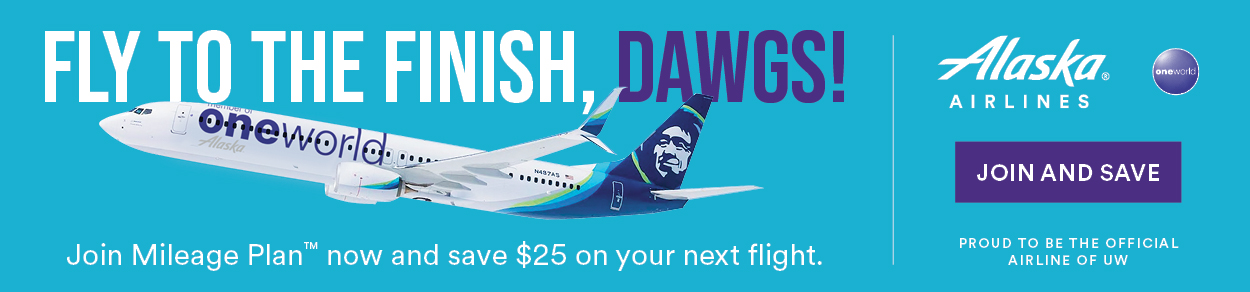 FLY TO THE FINISH, DAWGS!
member of
oneworld
Alaska
N487AS
Join Mileage Plan™ now and save $25 on your next flight.
Alaska®
AIRLINES
oneworld
JOIN AND SAVE
PROUD TO BE THE OFFICIAL
AIRLINE OF UW